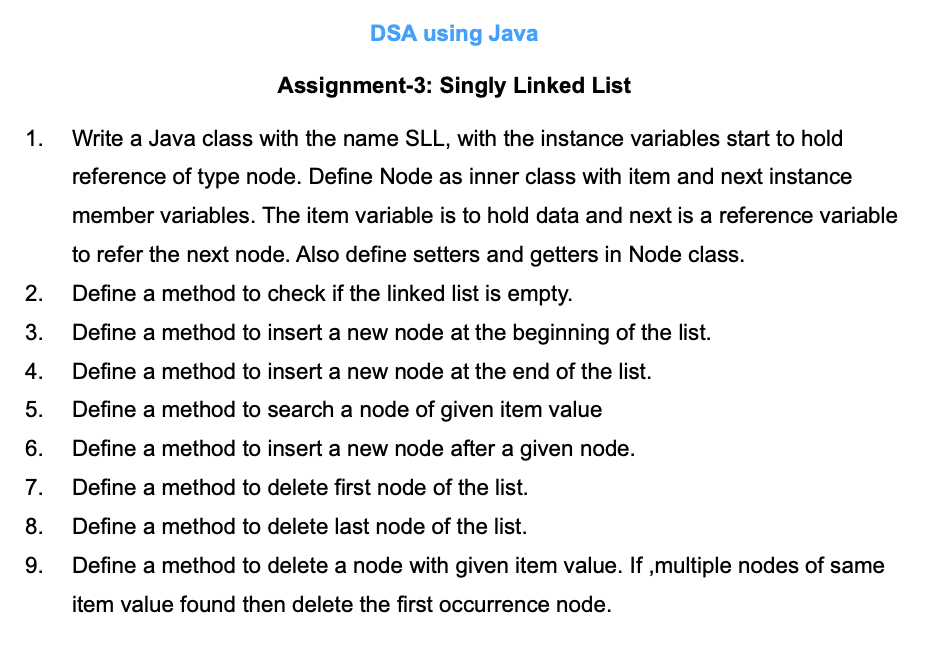 DSA using Java
Assignment-3: Singly Linked List
1. Write a Java class with the name SLL, with the instance variables start to hold
reference of type node. Define Node as inner class with item and next instance
member variables. The item variable is to hold data and next is a reference variable
to refer the next node. Also define setters and getters in Node class.
2. Define a method to check if the linked list is empty.
3. Define a method to insert a new node at the beginning of the list.
4. Define a method to insert a new node at the end of the list.
5. Define a method to search a node of given item value
6. Define a method to insert a new node after a given node.
7. Define a method to delete first node of the list.
8. Define a method to delete last node of the list.
9. Define a method to delete a node with given item value. If ,multiple nodes of same
item value found then delete the first occurrence node.